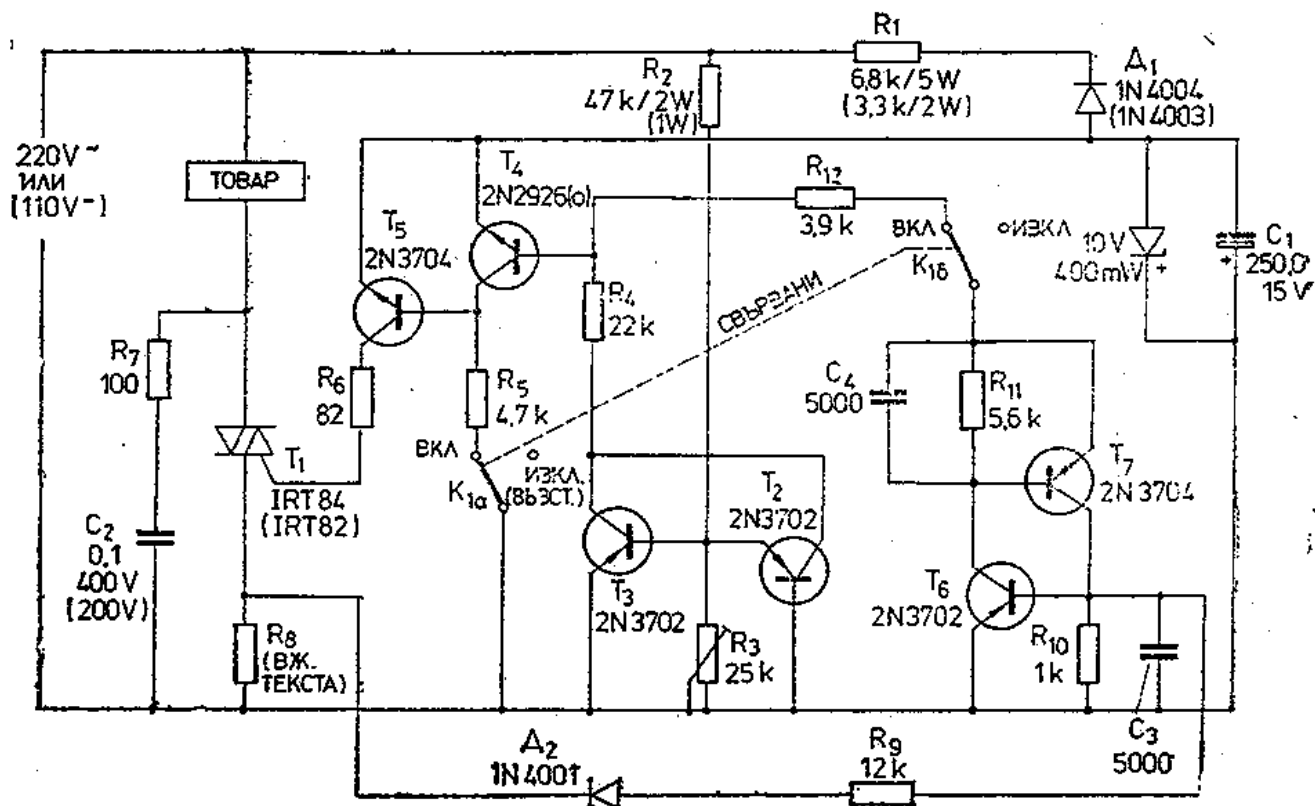 220V~
ИЛИ
(110V~)
ТОВАР
R7
100
C2
0,1
400V
(200V)
T1
IRT84
(IRT82)
R8
(ВЖ.
ТЕКСТА)
T5
2N3704
R6
82
T4
2N2926(о)
R5
4,7k
ВКЛ
ИЗКЛ.
(ВЪЗСТ.)
K1а
R2
47k/2W
(1W)
R4
22k
T3
2N3702
T2
2N3702
R3
25k
R1
6,8k/5W
(3,3k/2W)
Д1
1N4004
(1N4003)
R12
3,9k
ВКЛ
ИЗКЛ
K1б
СВЪРЗАНИ
10V
400mW
+
C1
250,0
15V
+
C4
5000
R11
5,6k
T7
2N3704
T6
2N3702
R10
1k
C3
5000
Д2
1N4001
R9
12k